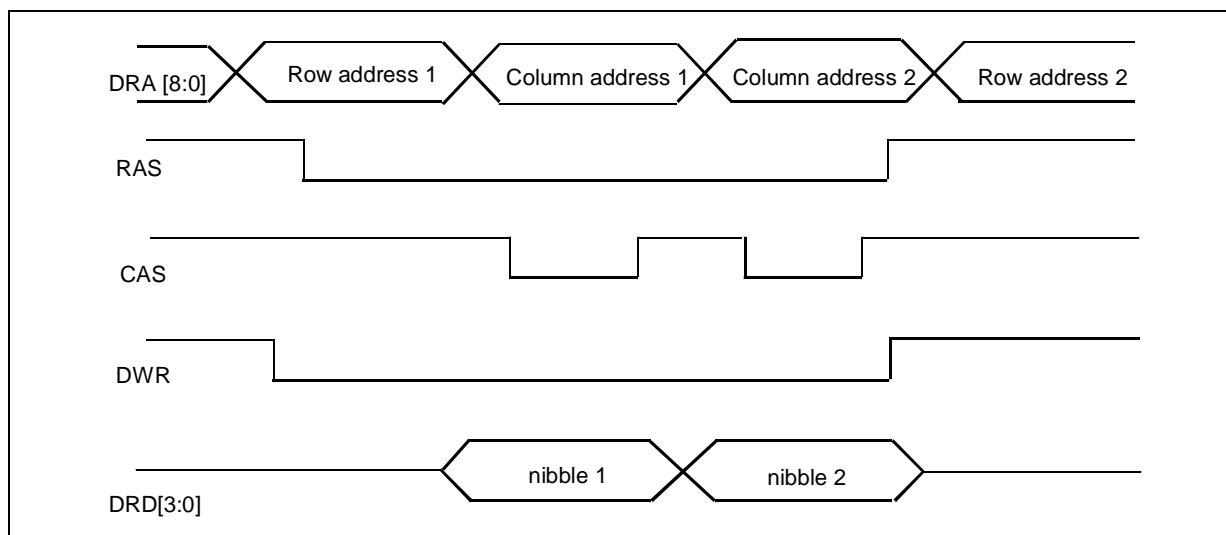 DRA [8:0]
Row address 1
Column address 1
Column address 2
Row address 2
RAS
CAS
DWR
DRD[3:0]
nibble 1
nibble 2